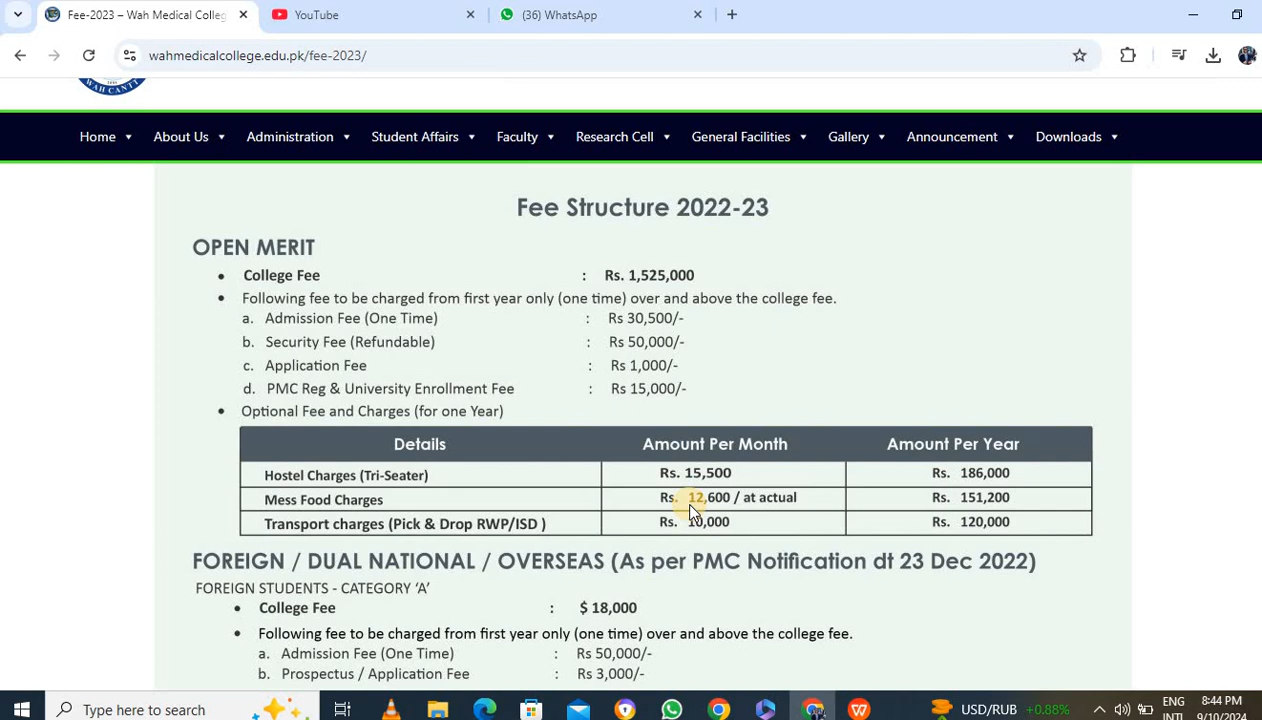 Fee-2023 – Wah Medical Colleg
YouTube
(36) WhatsApp
wahmedicalcollege.edu.pk/fee-2023/
WAH CANTT
Home About Us Administration Student Affairs Faculty Research Cell General Facilities Gallery Announcement Downloads
Fee Structure 2022-23
OPEN MERIT
• College Fee : Rs. 1,525,000
• Following fee to be charged from first year only (one time) over and above the college fee.
a. Admission Fee (One Time) : Rs 30,500/-
b. Security Fee (Refundable) : Rs 50,000/-
c. Application Fee : Rs 1,000/-
d. PMC Reg & University Enrollment Fee : Rs 15,000/-
• Optional Fee and Charges (for one Year)
Details Amount Per Month Amount Per Year
Hostel Charges (Tri-Seater) Rs. 15,500 Rs. 186,000
Mess Food Charges Rs. 12,600 / at actual Rs. 151,200
Transport charges (Pick & Drop RWP/ISD ) Rs. 10,000 Rs. 120,000
FOREIGN / DUAL NATIONAL / OVERSEAS (As per PMC Notification dt 23 Dec 2022)
FOREIGN STUDENTS - CATEGORY ‘A’
• College Fee : $ 18,000
• Following fee to be charged from first year only (one time) over and above the college fee.
a. Admission Fee (One Time) : Rs 50,000/-
b. Prospectus / Application Fee : Rs 3,000/-
Type here to search
USD/RUB +0.88%
ENG
INTL
8:44 PM
9/10/2024